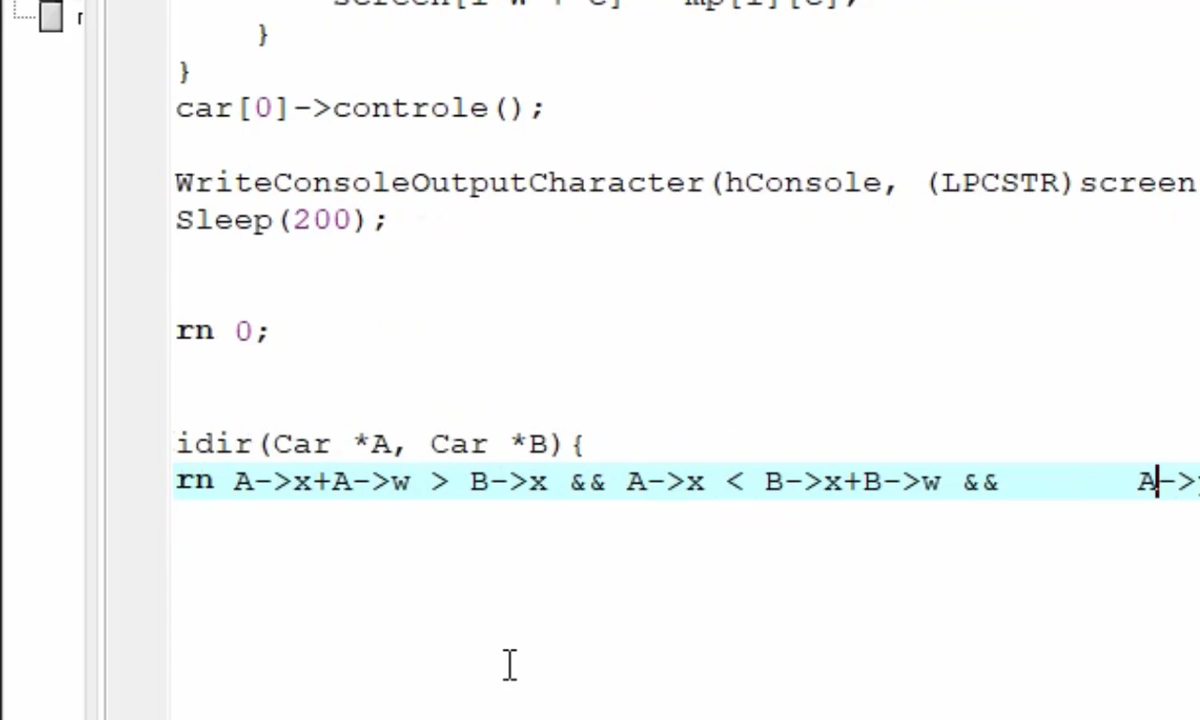 }
}
car[0]->controle();
WriteConsoleOutputCharacter(hConsole, (LPCSTR)screen
Sleep(200);
rn 0;
idir(Car *A, Car *B){
rn A->x+A->w > B->x && A->x < B->x+B->w && A->